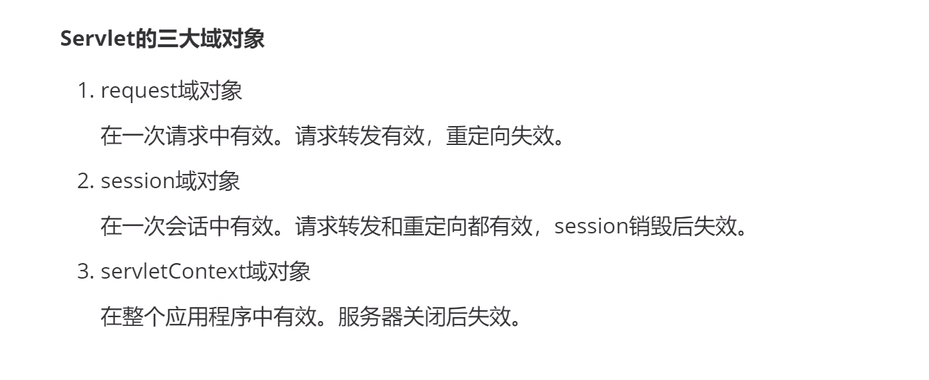 Servlet的三大域对象
1. request域对象
在一次请求中有效。请求转发有效，重定向失效。
2. session域对象
在一次会话中有效。请求转发和重定向都有效，session销毁后失效。
3. servletContext域对象
在整个应用程序中有效。服务器关闭后失效。